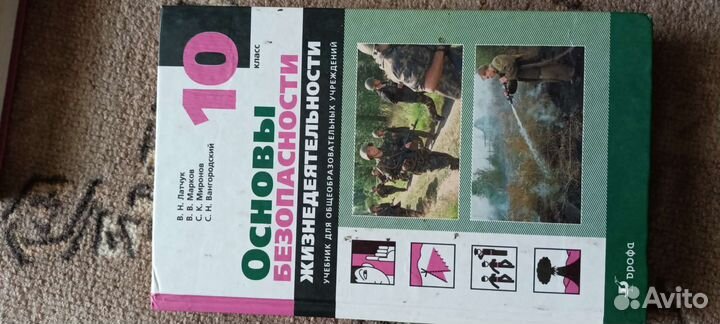 В. Н. Латчук
В. В. Марков
С. К. Миронов
С. Н. Вангородский
10
класс
Основы
БЕЗОПАСНОСТИ
ЖИЗНЕДЕЯТЕЛЬНОСТИ
УЧЕБНИК ДЛЯ ОБЩЕОБРАЗОВАТЕЛЬНЫХ УЧРЕЖДЕНИЙ
дрофа
Avito